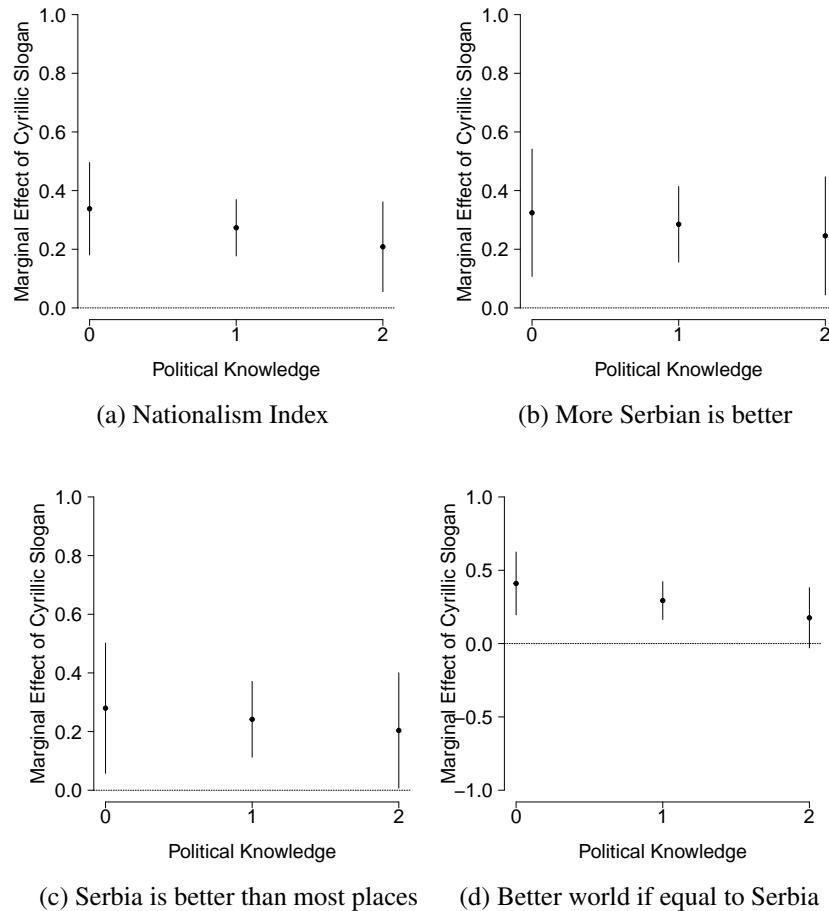 1.0
0.8
0.6
0.4
0.2
0.0
Marginal Effect of Cyrillic Slogan
0 1 2
Political Knowledge
(a) Nationalism Index
1.0
0.8
0.6
0.4
0.2
0.0
Marginal Effect of Cyrillic Slogan
0 1 2
Political Knowledge
(b) More Serbian is better
1.0
0.8
0.6
0.4
0.2
0.0
Marginal Effect of Cyrillic Slogan
0 1 2
Political Knowledge
(c) Serbia is better than most places
1.0
0.5
0.0
−0.5
−1.0
Marginal Effect of Cyrillic Slogan
0 1 2
Political Knowledge
(d) Better world if equal to Serbia